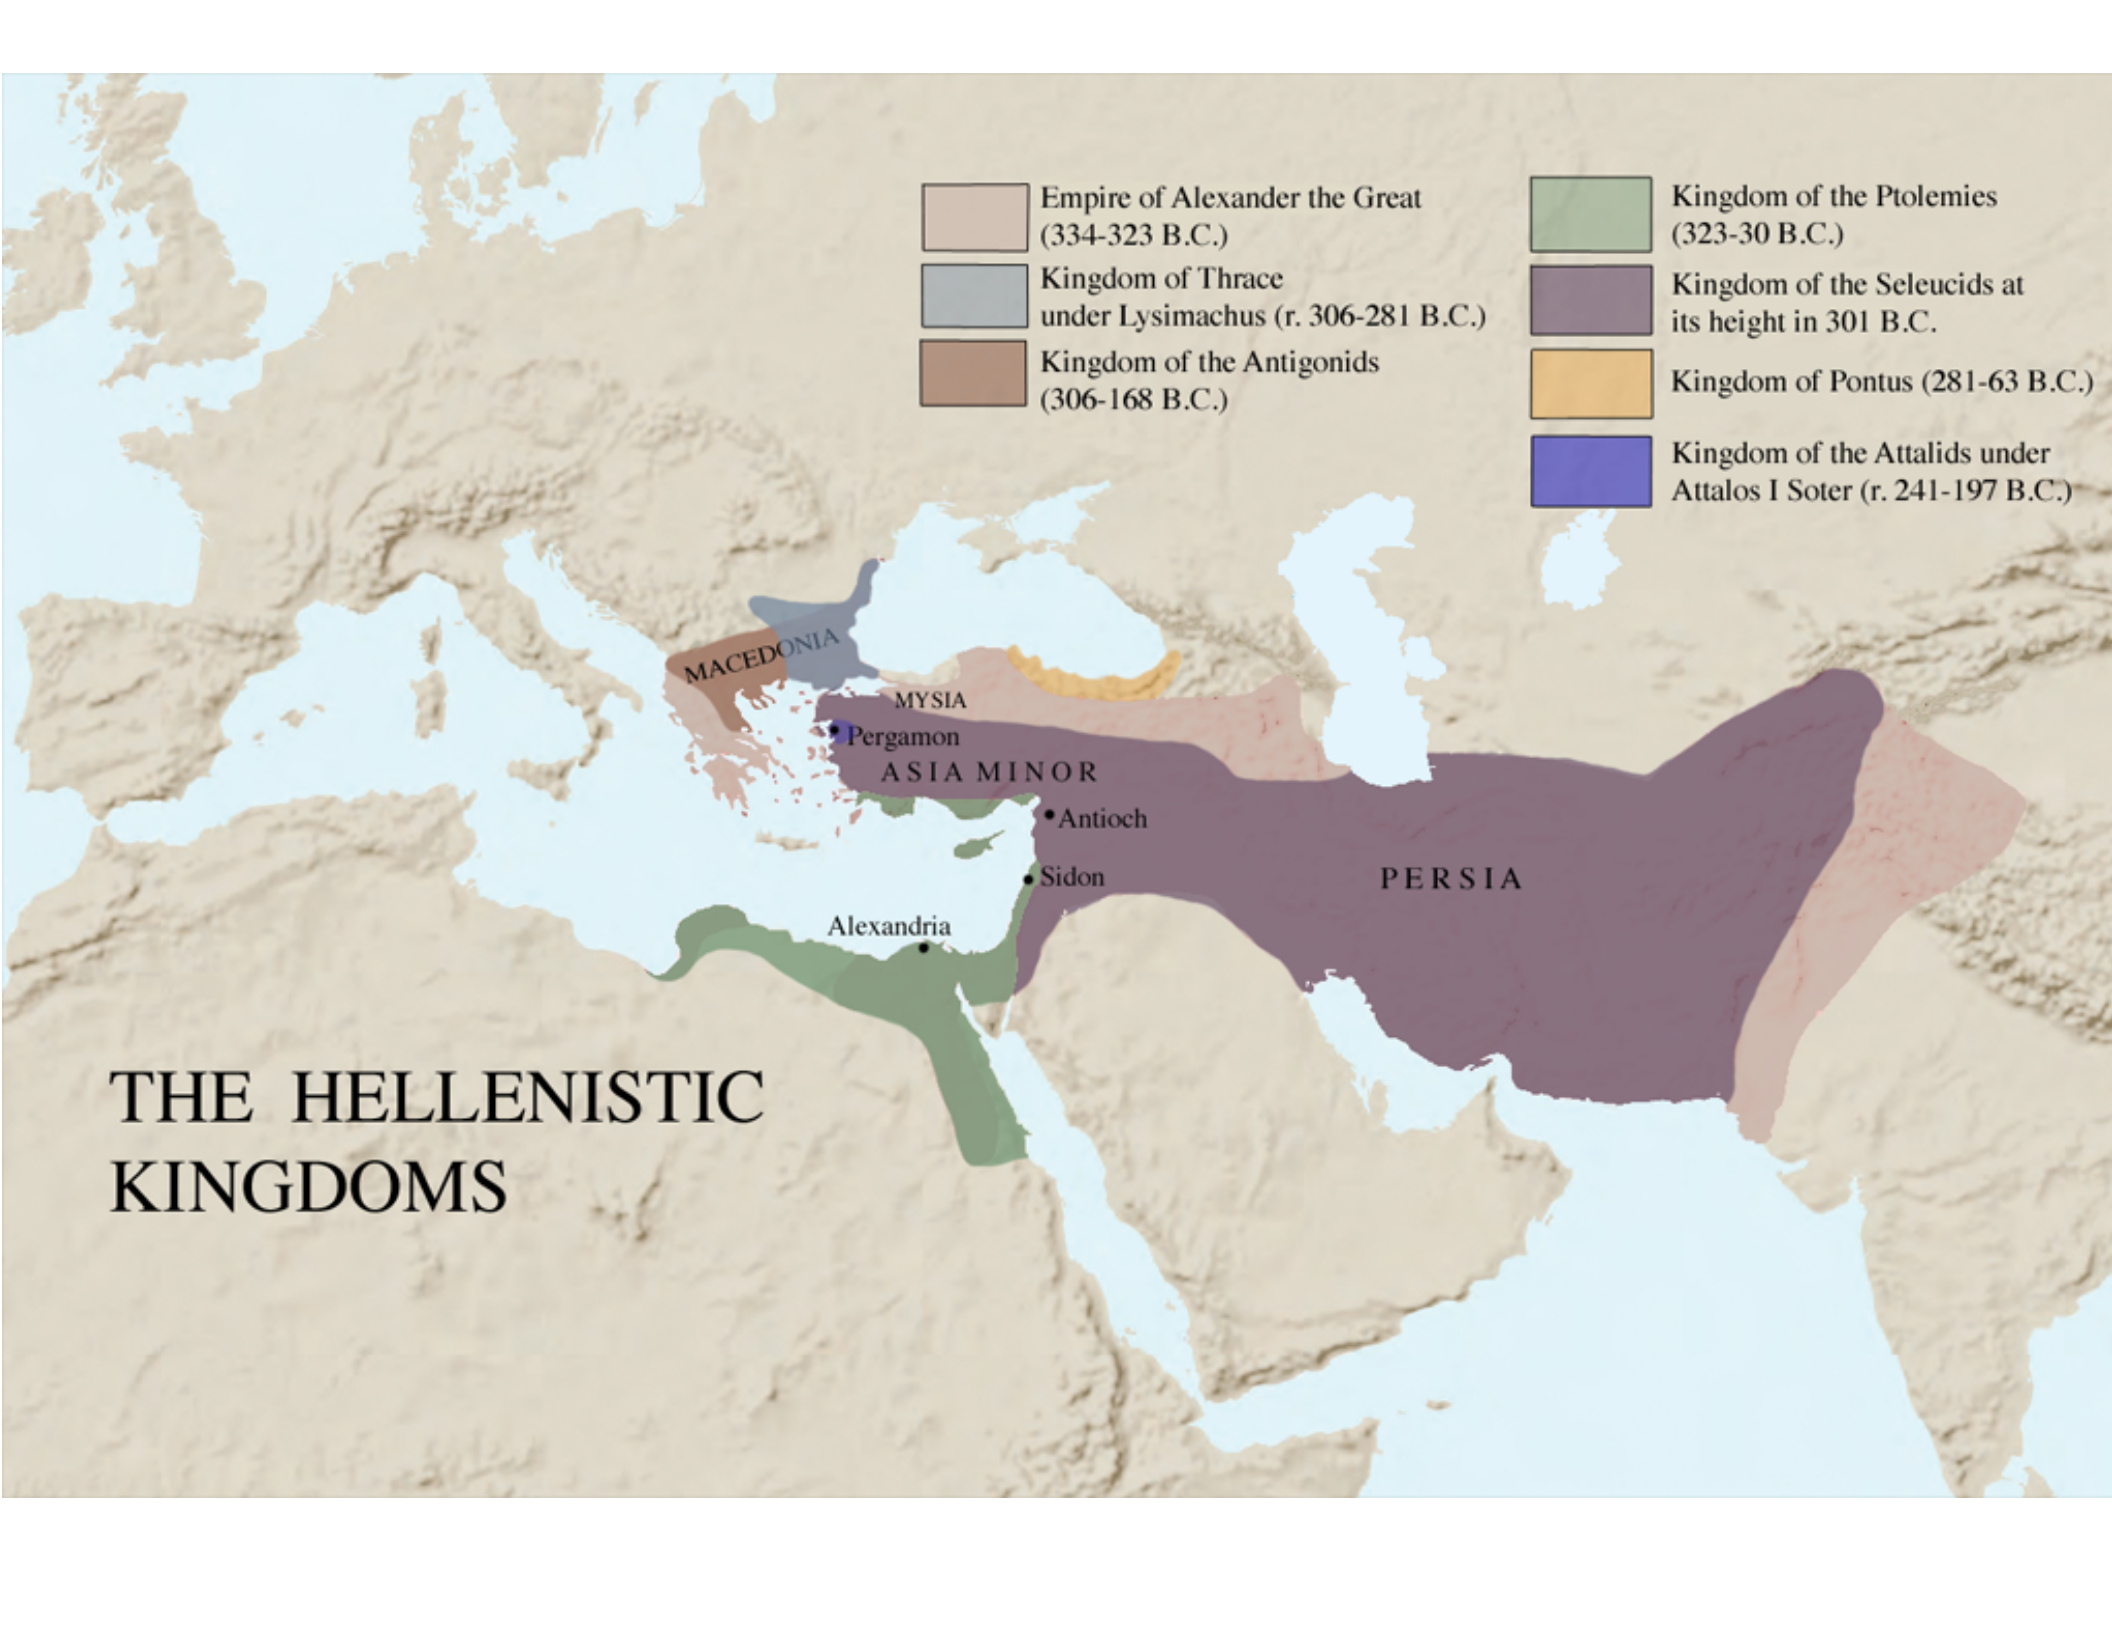 Empire of Alexander the Great
(334-323 B.C.)
Kingdom of Thrace
under Lysimachus (r. 306-281 B.C.)
Kingdom of the Antigonids
(306-168 B.C.)
Kingdom of the Ptolemies
(323-30 B.C.)
Kingdom of the Seleucids at
its height in 301 B.C.
Kingdom of Pontus (281-63 B.C.)
Kingdom of the Attalids under
Attalos I Soter (r. 241-197 B.C.)
MACEDONIA
MYSIA
Pergamon
ASIA MINOR
Antioch
Sidon
PERSIA
Alexandria
THE HELLENISTIC
KINGDOMS